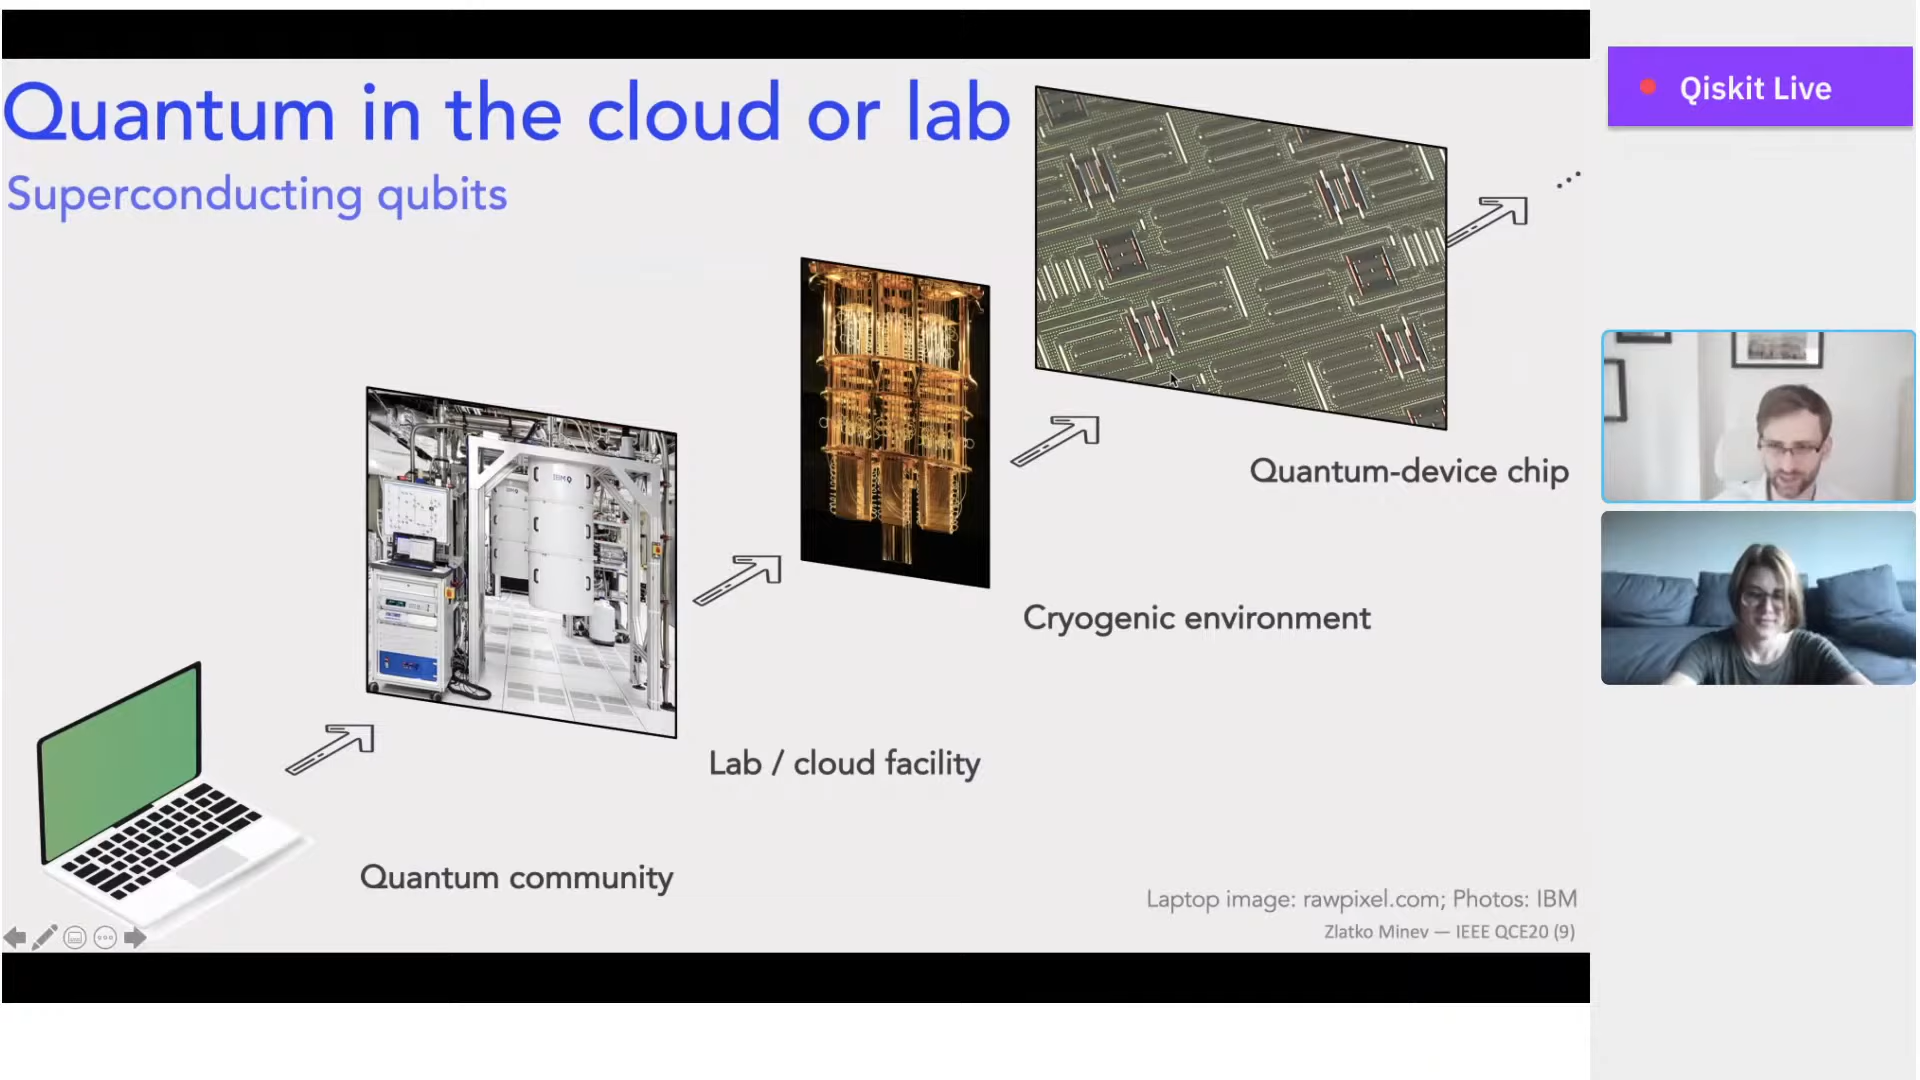 Quantum in the cloud or lab
Superconducting qubits
Qiskit Live
Quantum-device chip
Cryogenic environment
Lab / cloud facility
Quantum community
IBM Q
Laptop image: rawpixel.com; Photos: IBM
Zlatko Minev — IEEE QCE20 (9)